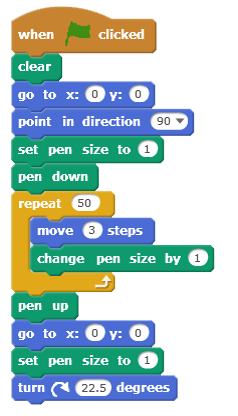 when clicked
clear
go to x: 0 y: 0
point in direction 90
set pen size to 1
pen down
repeat 50
move 3 steps
change pen size by 1
pen up
go to x: 0 y: 0
set pen size to 1
turn 22.5 degrees